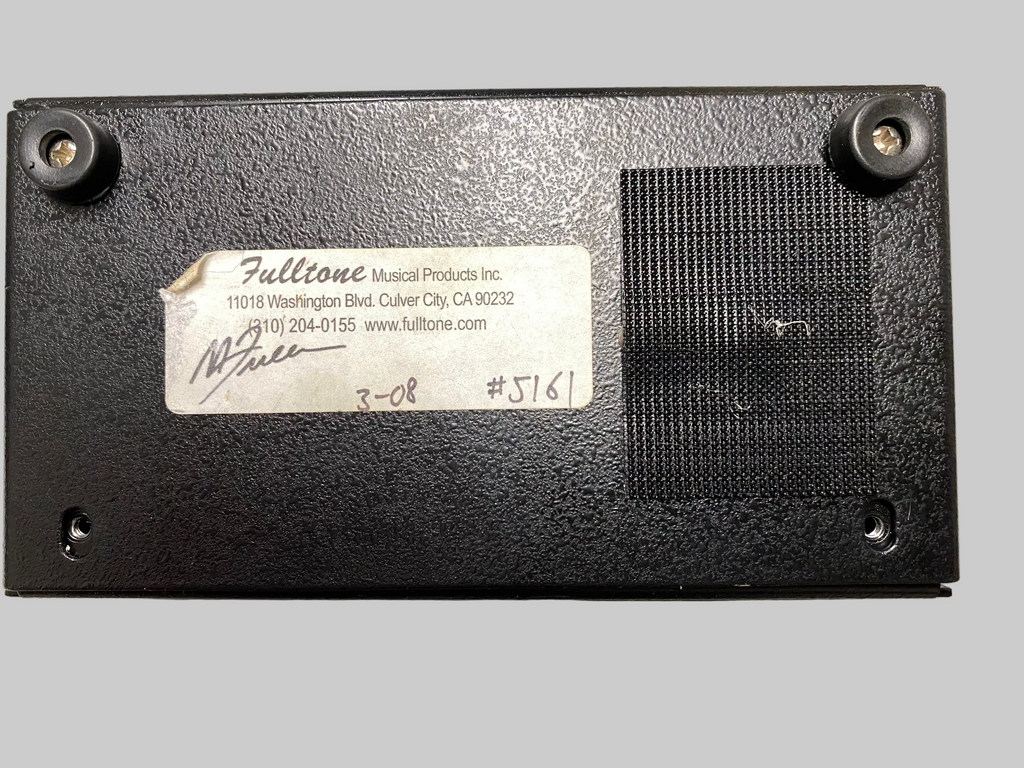 Fulltone Musical Products Inc.
11018 Washington Blvd. Culver City, CA 90232
(310) 204-0155 www.fulltone.com
M Fuller
3-08 #5161